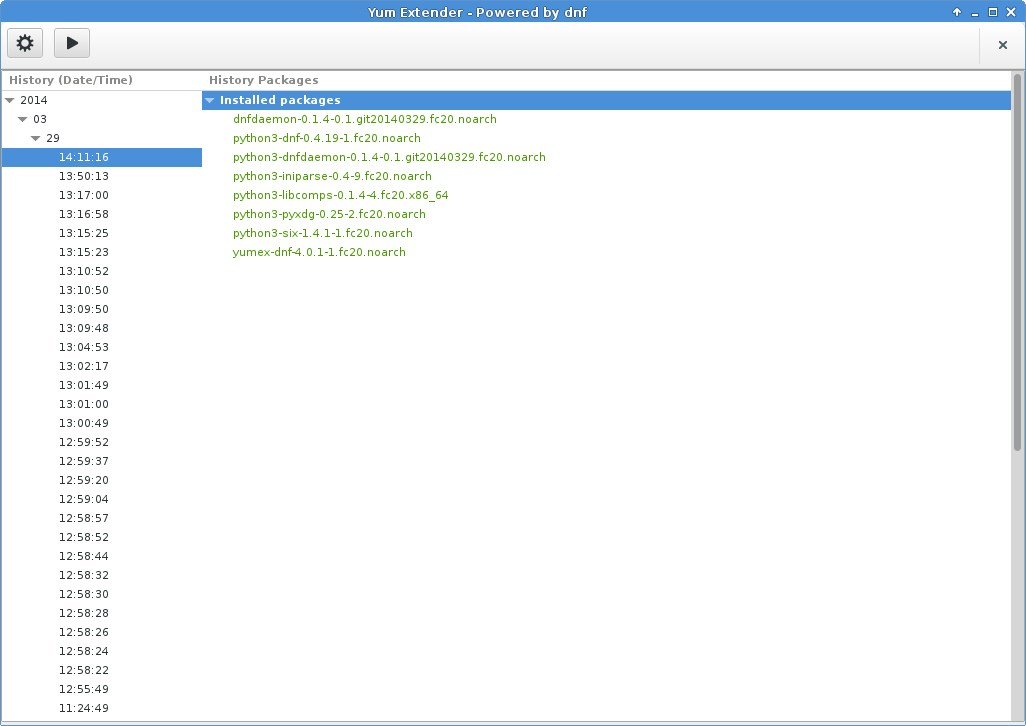 Yum Extender - Powered by dnf
History (Date/Time)
History Packages
2014
03
29
14:11:16
13:50:13
13:17:00
13:16:58
13:15:25
13:15:23
13:10:52
13:10:50
13:09:50
13:09:48
13:04:53
13:02:17
13:01:49
13:01:00
13:00:49
12:59:52
12:59:37
12:59:20
12:59:04
12:58:57
12:58:52
12:58:44
12:58:32
12:58:30
12:58:28
12:58:26
12:58:24
12:58:22
12:55:49
11:24:49
Installed packages
dnfdaemon-0.1.4-0.1.git20140329.fc20.noarch
python3-dnf-0.4.19-1.fc20.noarch
python3-dnfdaemon-0.1.4-0.1.git20140329.fc20.noarch
python3-iniparse-0.4-9.fc20.noarch
python3-libcomps-0.1.4-4.fc20.x86_64
python3-pyxdg-0.25-2.fc20.noarch
python3-six-1.4.1-1.fc20.noarch
yumex-dnf-4.0.1-1.fc20.noarch